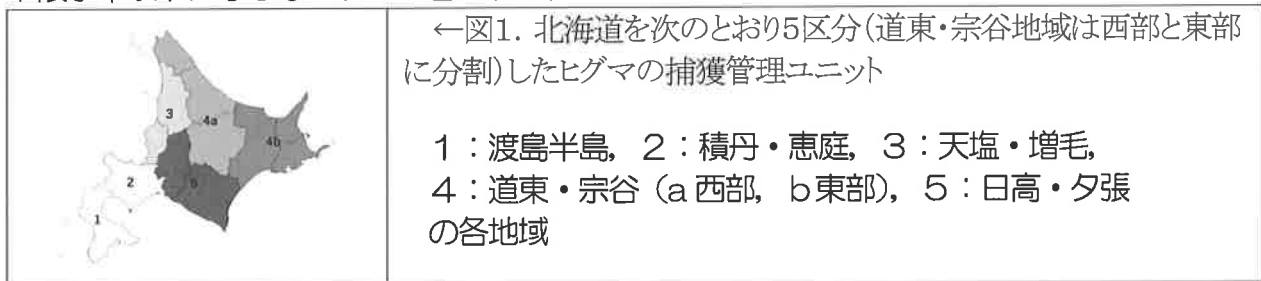 ←図1. 北海道を次のとおり5区分(道東・宗谷地域は西部と東部
に分割)したヒグマの捕獲管理ユニット
1:渡島半島, 2:積丹・恵庭, 3:天塩・増毛,
4:道東・宗谷(a西部, b東部), 5:日高・夕張
の各地域
3
4a
4b
2
5
1